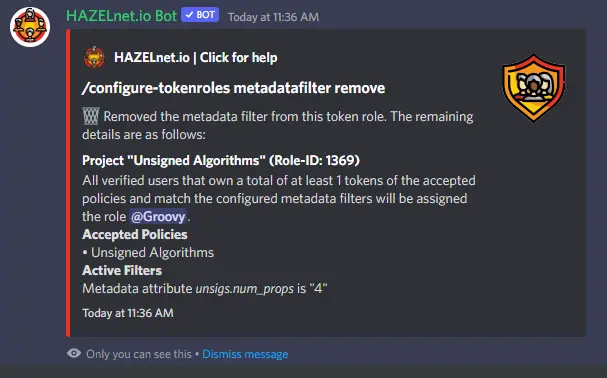 HAZELnet.io Bot ✓ BOT Today at 11:36 AM
HAZELnet.io | Click for help
/configure-tokenroles metadatafilter remove
🗑 Removed the metadata filter from this token role. The remaining
details are as follows:
Project "Unsigned Algorithms" (Role-ID: 1369)
All verified users that own a total of at least 1 tokens of the accepted
policies and match the configured metadata filters will be assigned
the role @Groovy.
Accepted Policies
• Unsigned Algorithms
Active Filters
Metadata attribute unsigs.num_props is "4"
Today at 11:36 AM
Only you can see this • Dismiss message